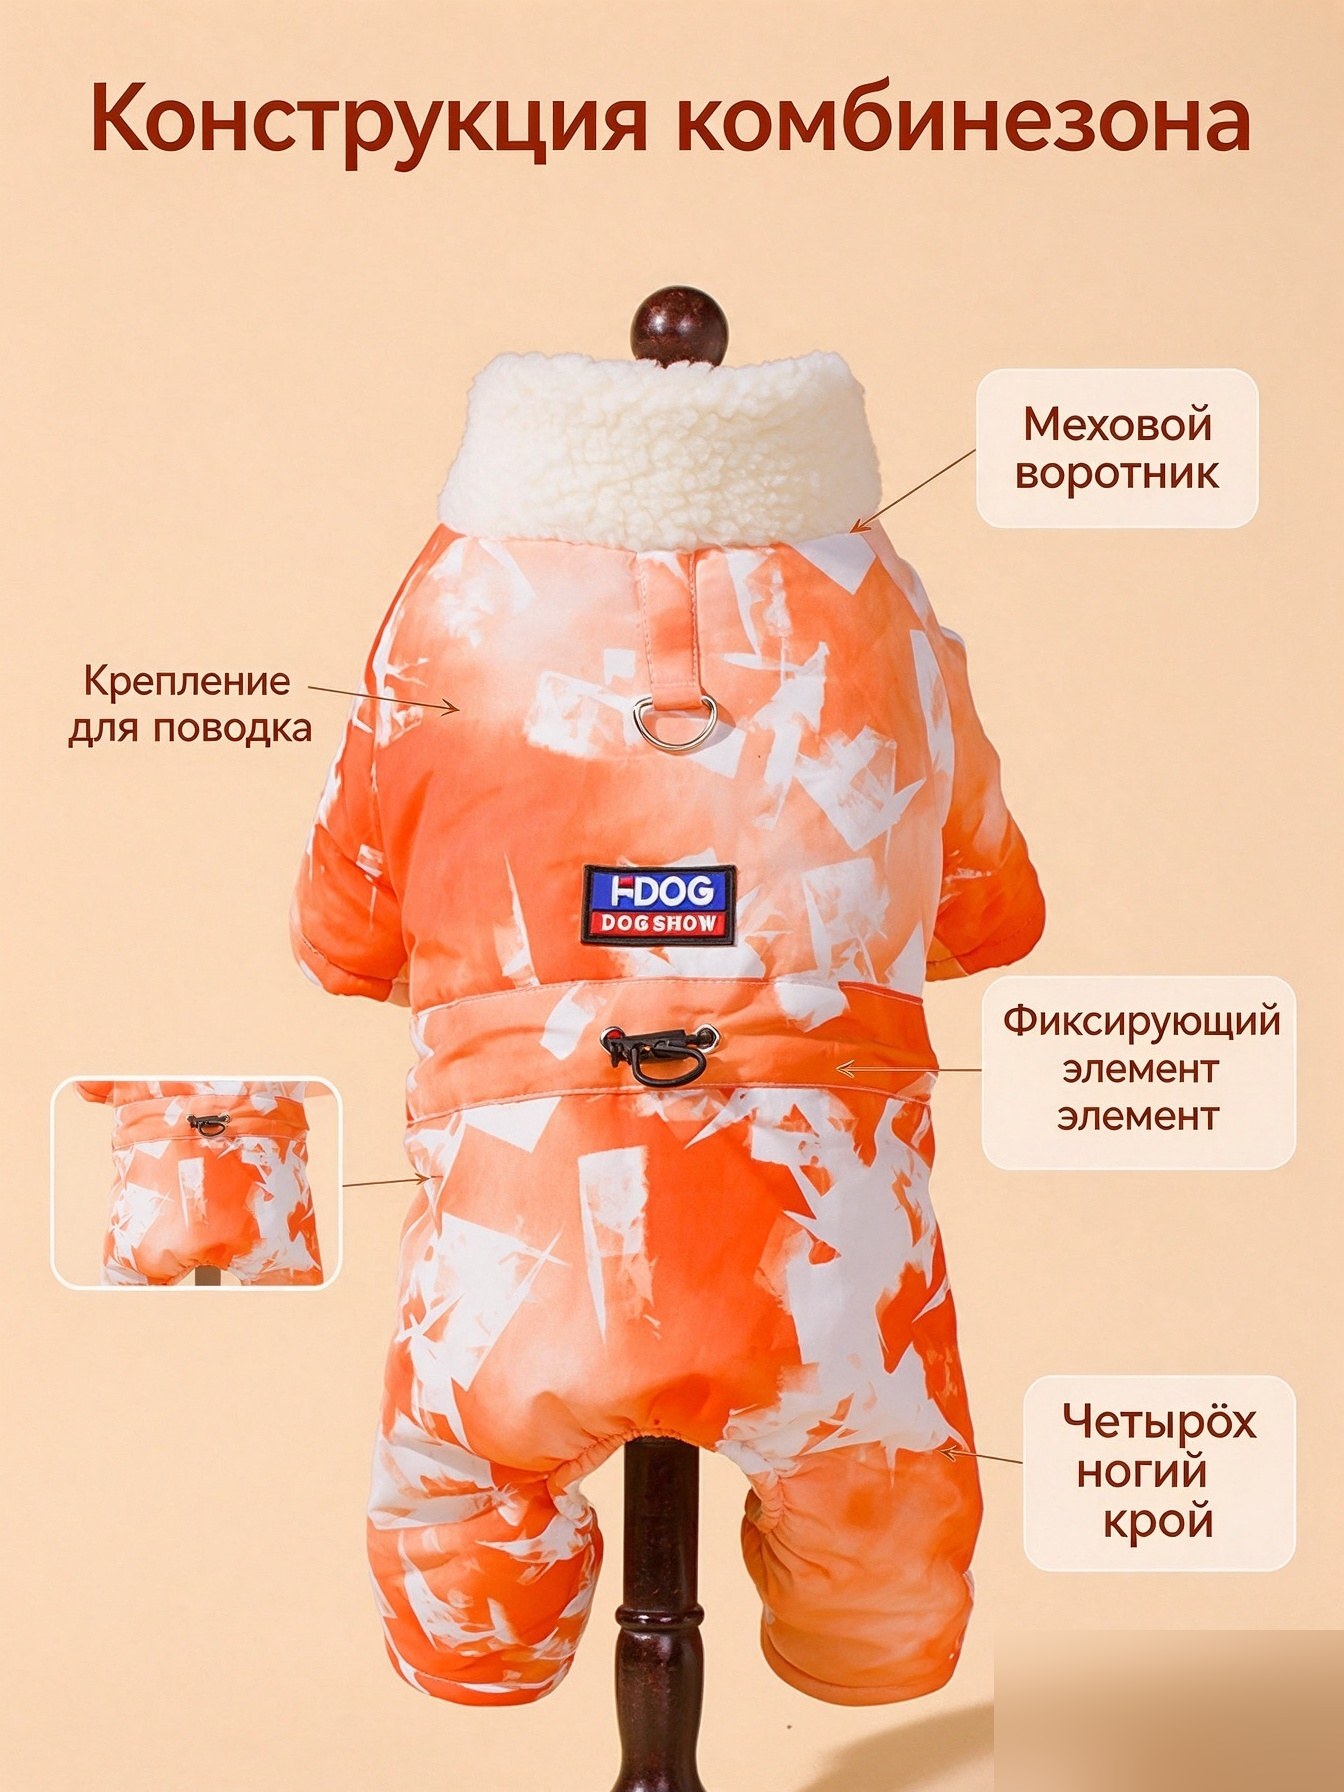 Конструкция комбинезона
Меховой
воротник
Крепление
для поводка
I-DOG
DOG SHOW
Фиксирующий
элемент
элемент
Четырёх
ногий
крой